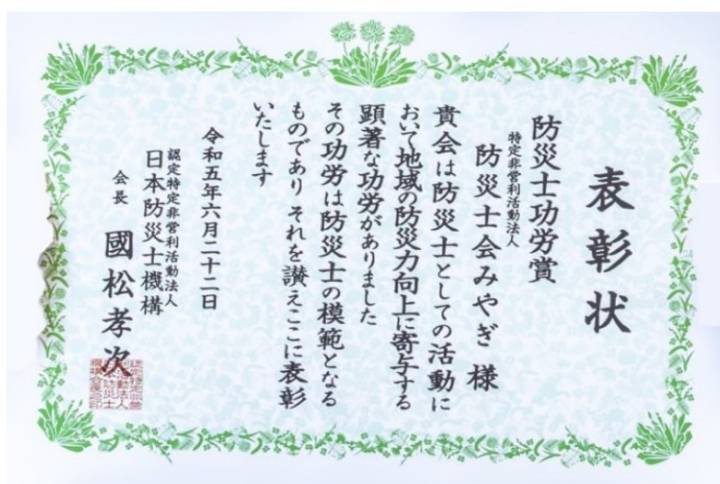 表彰状
防災士功労賞
特定非営利活動法人
防災士会みやぎ 様
貴会は防災士としての活動に
おいて地域の防災力向上に寄与する
顕著な功労がありました
その功労は防災士の模範となる
ものであり それを讃えここに表彰
いたします
令和五年六月二十二日
認定特定非営利活動法人
日本防災士機構
会長 國松孝次